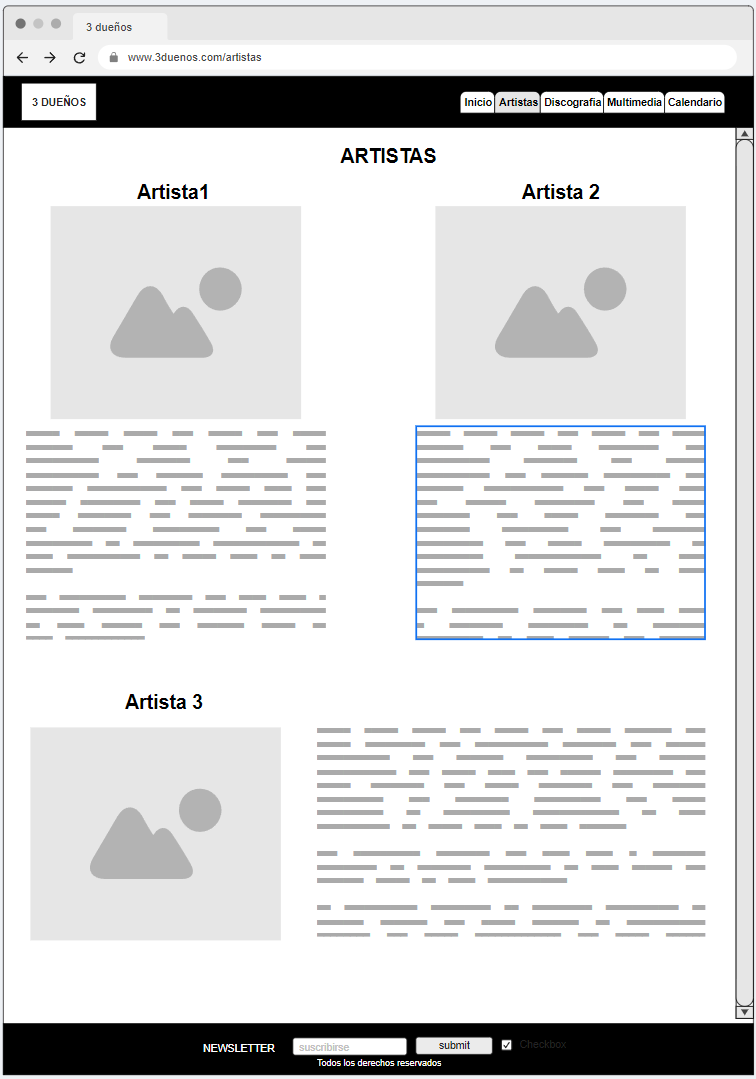 3 dueños
www.3duenos.com/artistas
3 DUEÑOS
Inicio Artistas Discografia Multimedia Calendario
ARTISTAS
Artista1
Artista 2
Artista 3
NEWSLETTER suscribirse submit Checkbox
Todos los derechos reservados